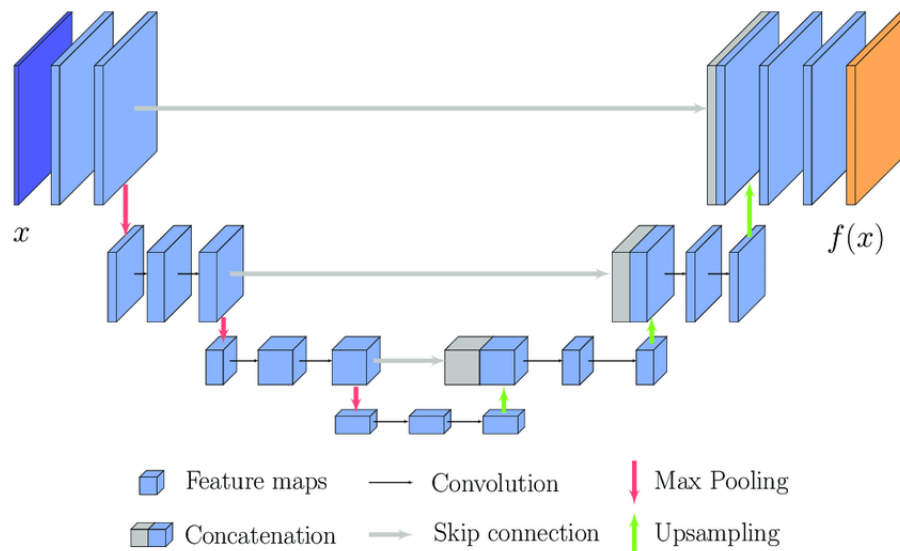 x
f(x)
Feature maps
Convolution
Max Pooling
Concatenation
Skip connection
Upsampling